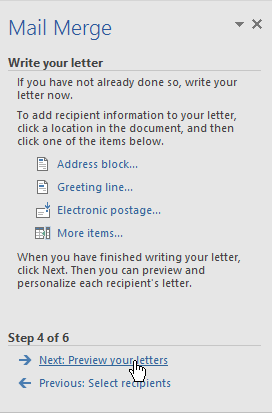 Mail Merge
Write your letter
If you have not already done so, write your
letter now.
To add recipient information to your letter,
click a location in the document, and then
click one of the items below.
Address block...
Greeting line...
Electronic postage...
More items...
When you have finished writing your letter,
click Next. Then you can preview and
personalize each recipient's letter.
Step 4 of 6
Next: Preview your letters
Previous: Select recipients